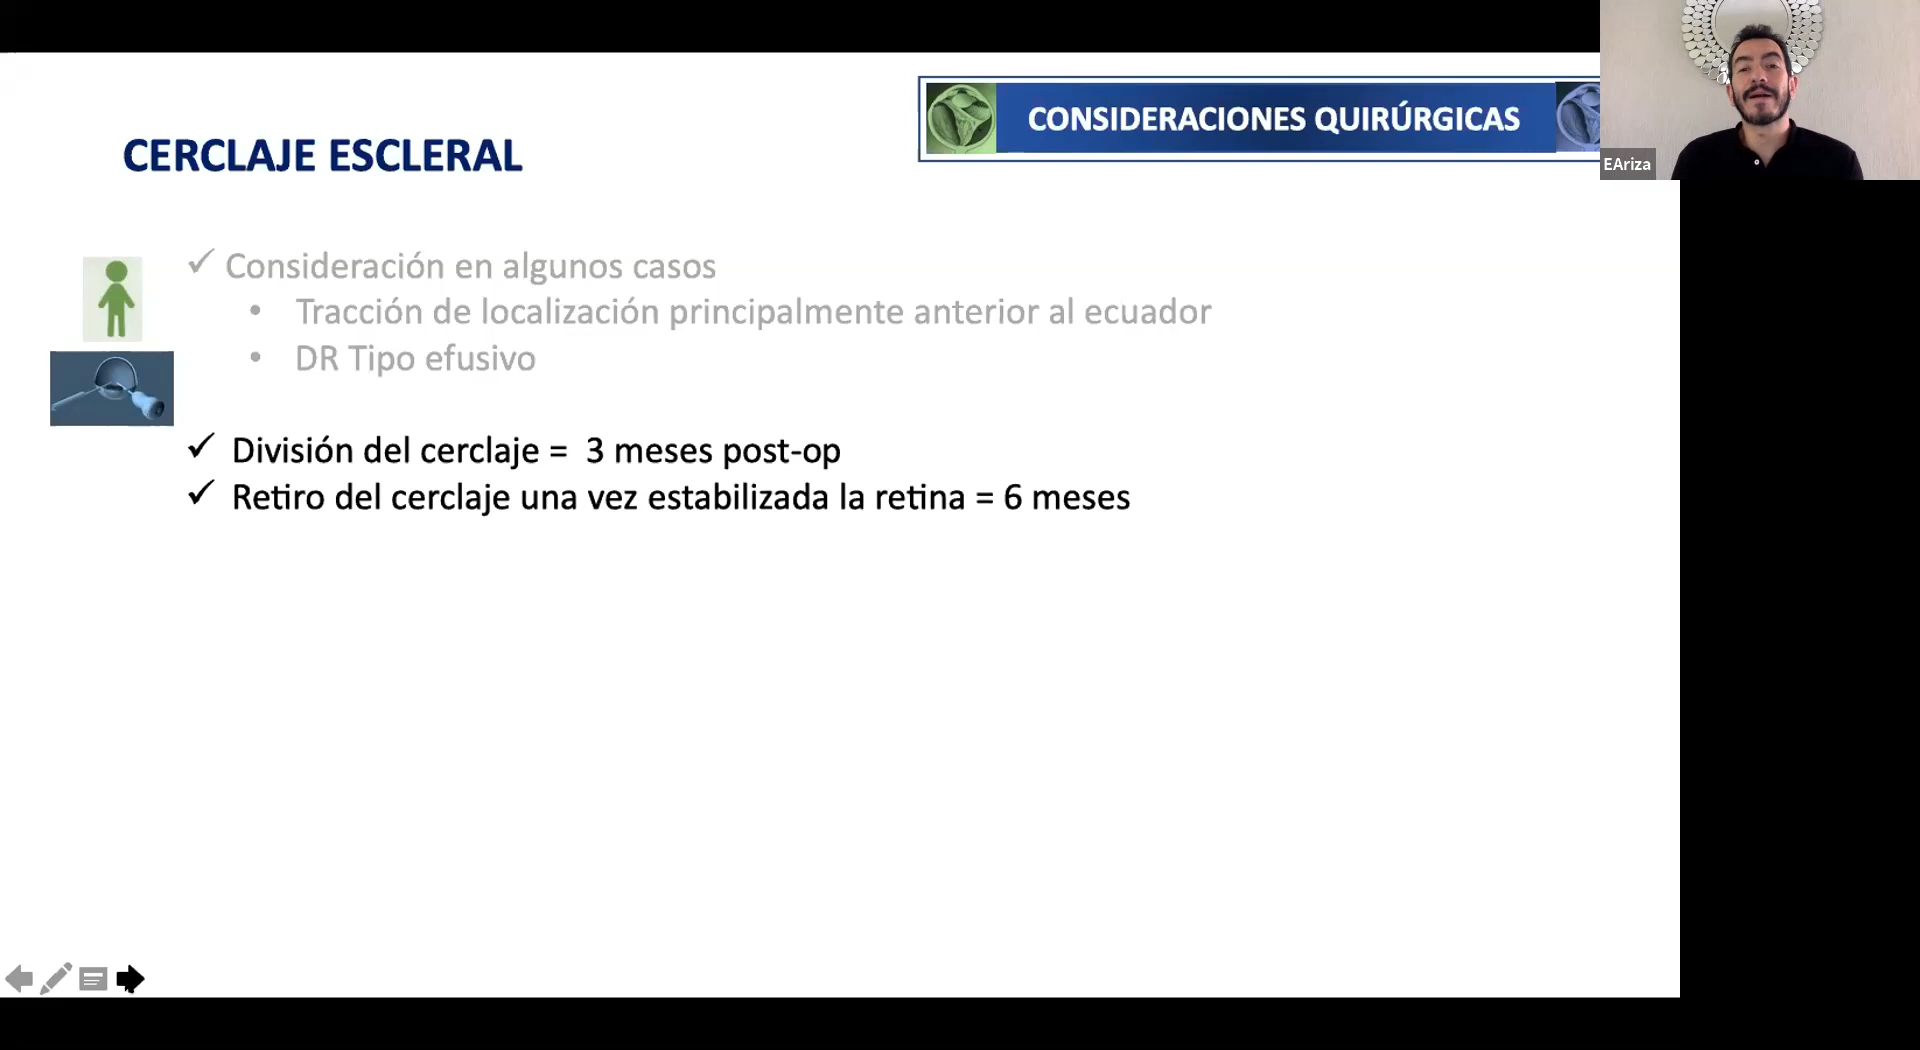 CONSIDERACIONES QUIRÚRGICAS
EAriza
CERCLAJE ESCLERAL
✓ Consideración en algunos casos
• Tracción de localización principalmente anterior al ecuador
• DR Tipo efusivo
✓ División del cerclaje = 3 meses post-op
✓ Retiro del cerclaje una vez estabilizada la retina = 6 meses